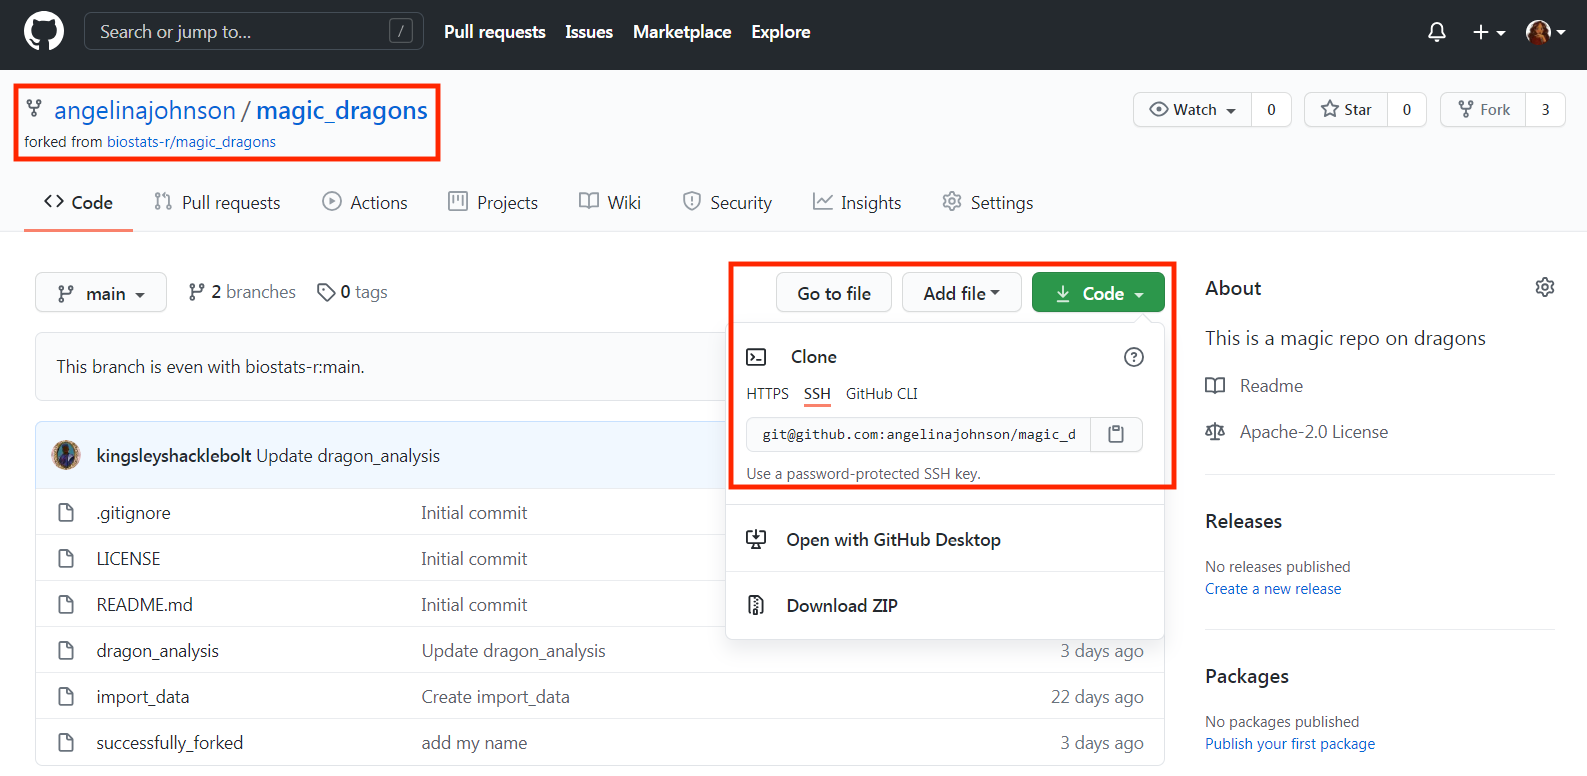 Search or jump to... / Pull requests Issues Marketplace Explore
angelinajohnson / magic_dragons
forked from biostats-r/magic_dragons
Watch 0 Star 0 Fork 3
Code Pull requests Actions Projects Wiki Security Insights Settings
main 2 branches 0 tags Go to file Add file Code
This branch is even with biostats-r:main.
kingsleyshacklebolt Update dragon_analysis
.gitignore Initial commit
LICENSE Initial commit
README.md Initial commit
dragon_analysis Update dragon_analysis 3 days ago
import_data Create import_data 22 days ago
successfully_forked add my name 3 days ago
Clone
HTTPS SSH GitHub CLI
git@github.com:angelinajohnson/magic_d
Use a password-protected SSH key.
Open with GitHub Desktop
Download ZIP
About
This is a magic repo on dragons
Readme
Apache-2.0 License
Releases
No releases published
Create a new release
Packages
No packages published
Publish your first package